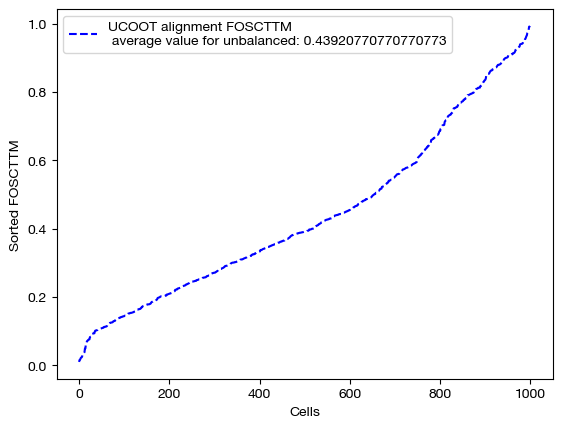 UCOOT alignment FOSCTTM
average value for unbalanced: 0.43920770770770773
1.0
0.8
0.6
0.4
0.2
0.0
Sorted FOSCTTM
0 200 400 600 800 1000
Cells